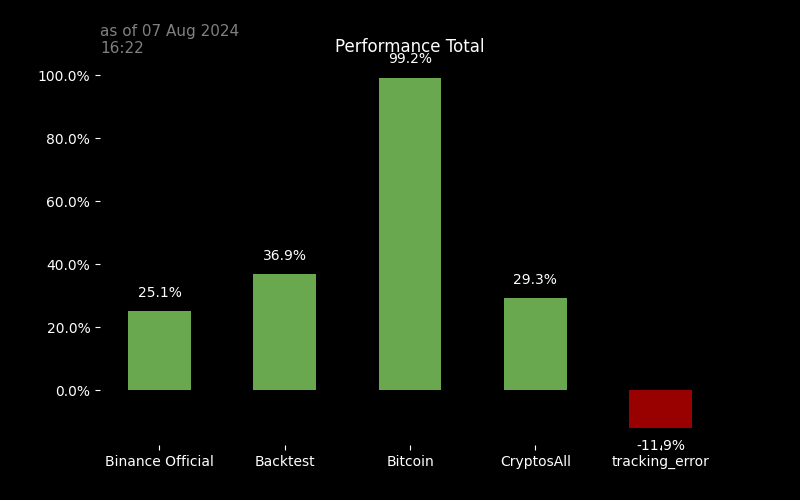 as of 07 Aug 2024
16:22
Performance Total
99.2%
100.0%
80.0%
60.0%
40.0%
20.0%
0.0%
25.1%
36.9%
29.3%
-11.9%
Binance Official
Backtest
Bitcoin
CryptosAll
tracking_error